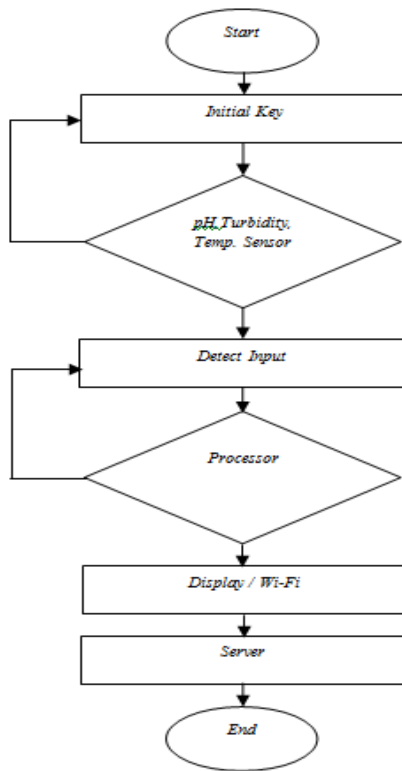 Start
Initial Key
pH,Turbidity,
Temp. Sensor
Detect Input
Processor
Display / Wi-Fi
Server
End